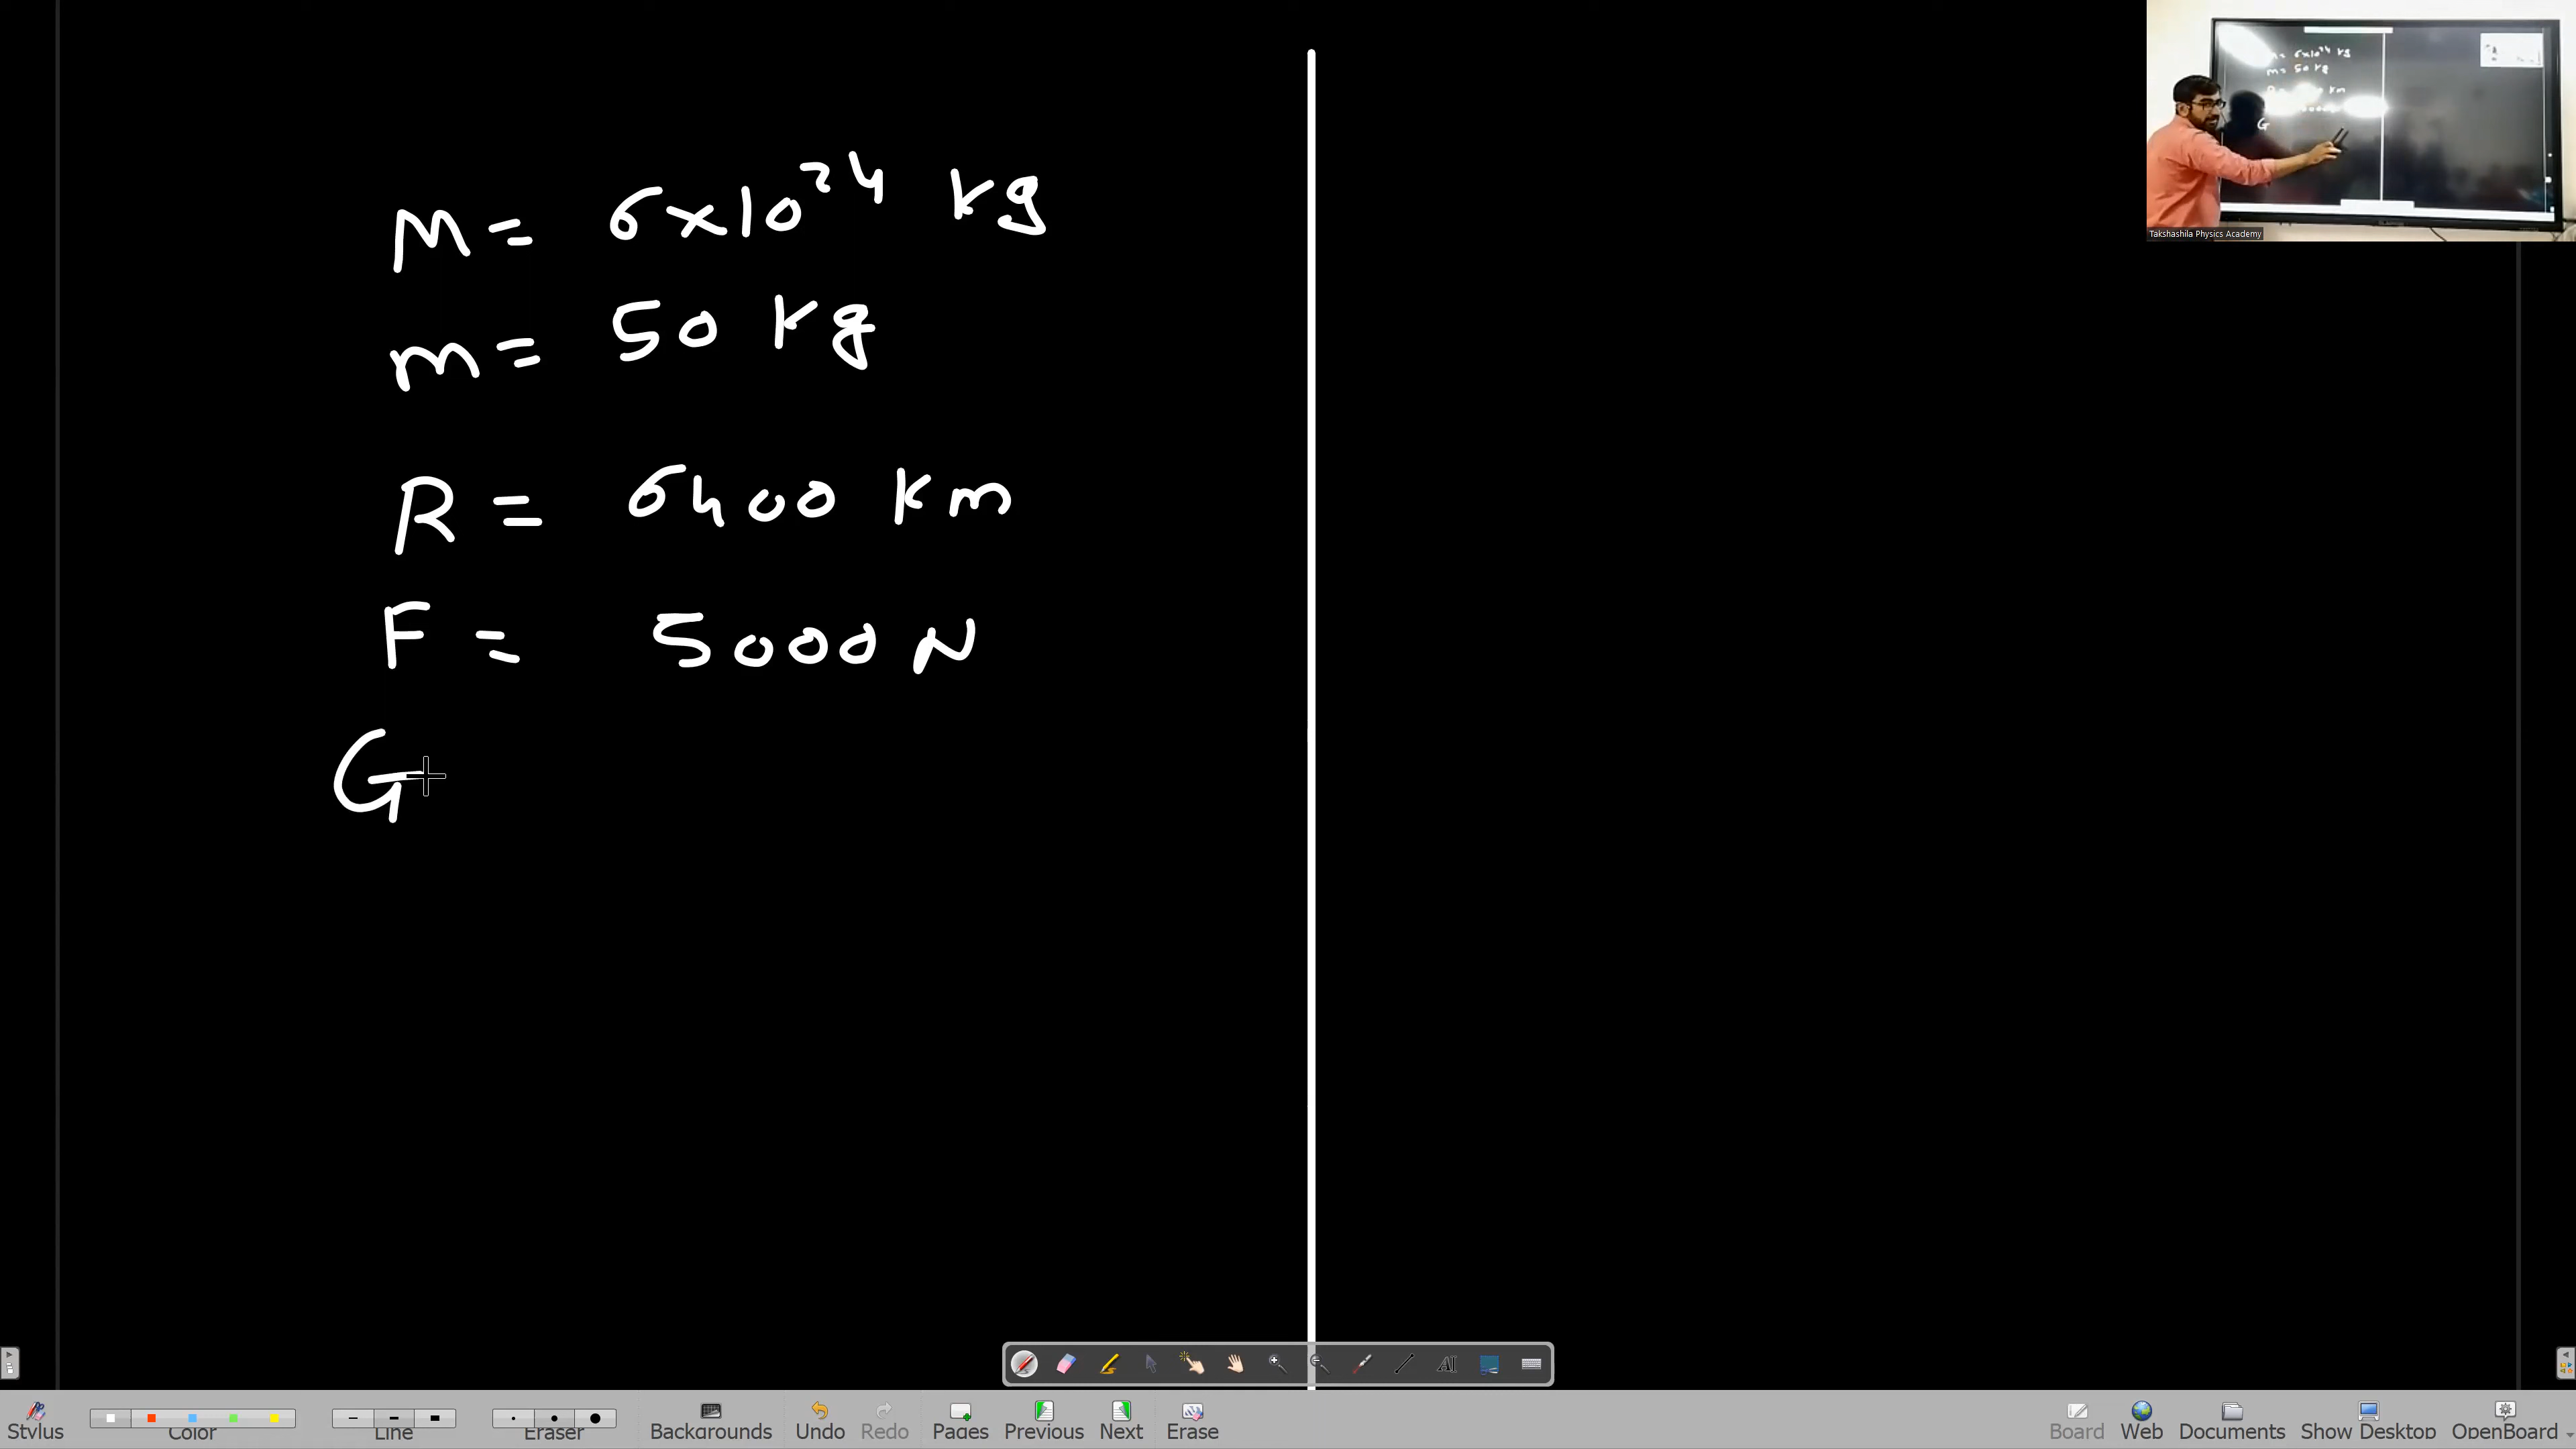 M = 6×10²⁴ kg
m = 50 kg
R = 6400 km
F = 5000 N
G
Takshashila Physics Academy
Stylus
Color
Line
Eraser
Backgrounds
Undo
Redo
Pages
Previous
Next
Erase
Board
Web
Documents
Show Desktop
OpenBoard